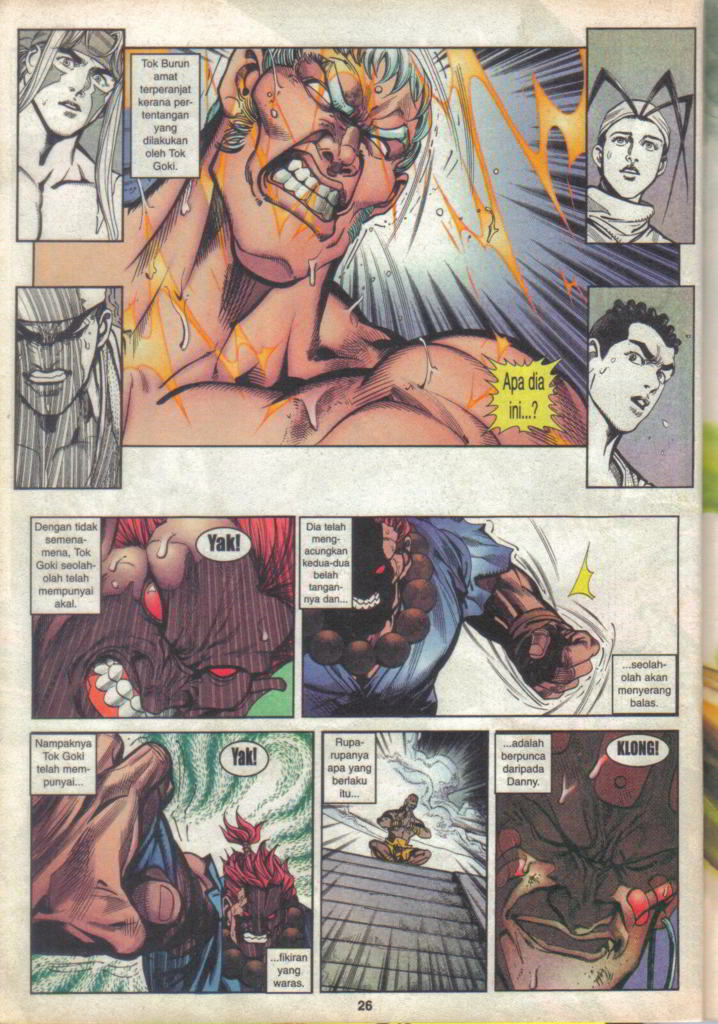 Tok Burun
amat
terperanjat
kerana per-
tentangan
yang
dilakukan
oleh Tok
Goki.
Apa dia
ini...?
Dengan tidak
semena-
mena, Tok
Goki seolah-
olah telah
mempunyai
akal.
Yak!
Dia telah
meng-
acungkan
kedua-dua
belah
tangan-
nya dan...
...seolah-
olah akan
menyerang
balas.
Nampaknya
Tok Goki
telah mem-
punyai...
Yak!
...fikiran
yang
waras.
Rupa-
rupanya
apa yang
berlaku
itu...
...adalah
berpunca
daripada
Danny.
KLONG!
26